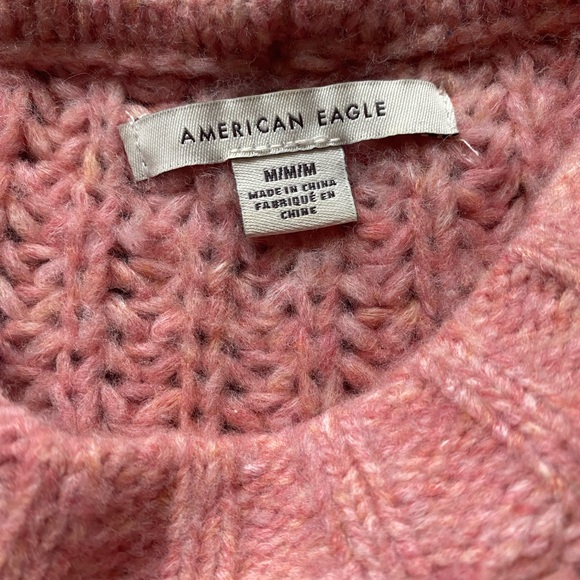 AMERICAN EAGLE
M/M/M
MADE IN CHINA
FABRIQUÉ EN
CHINE